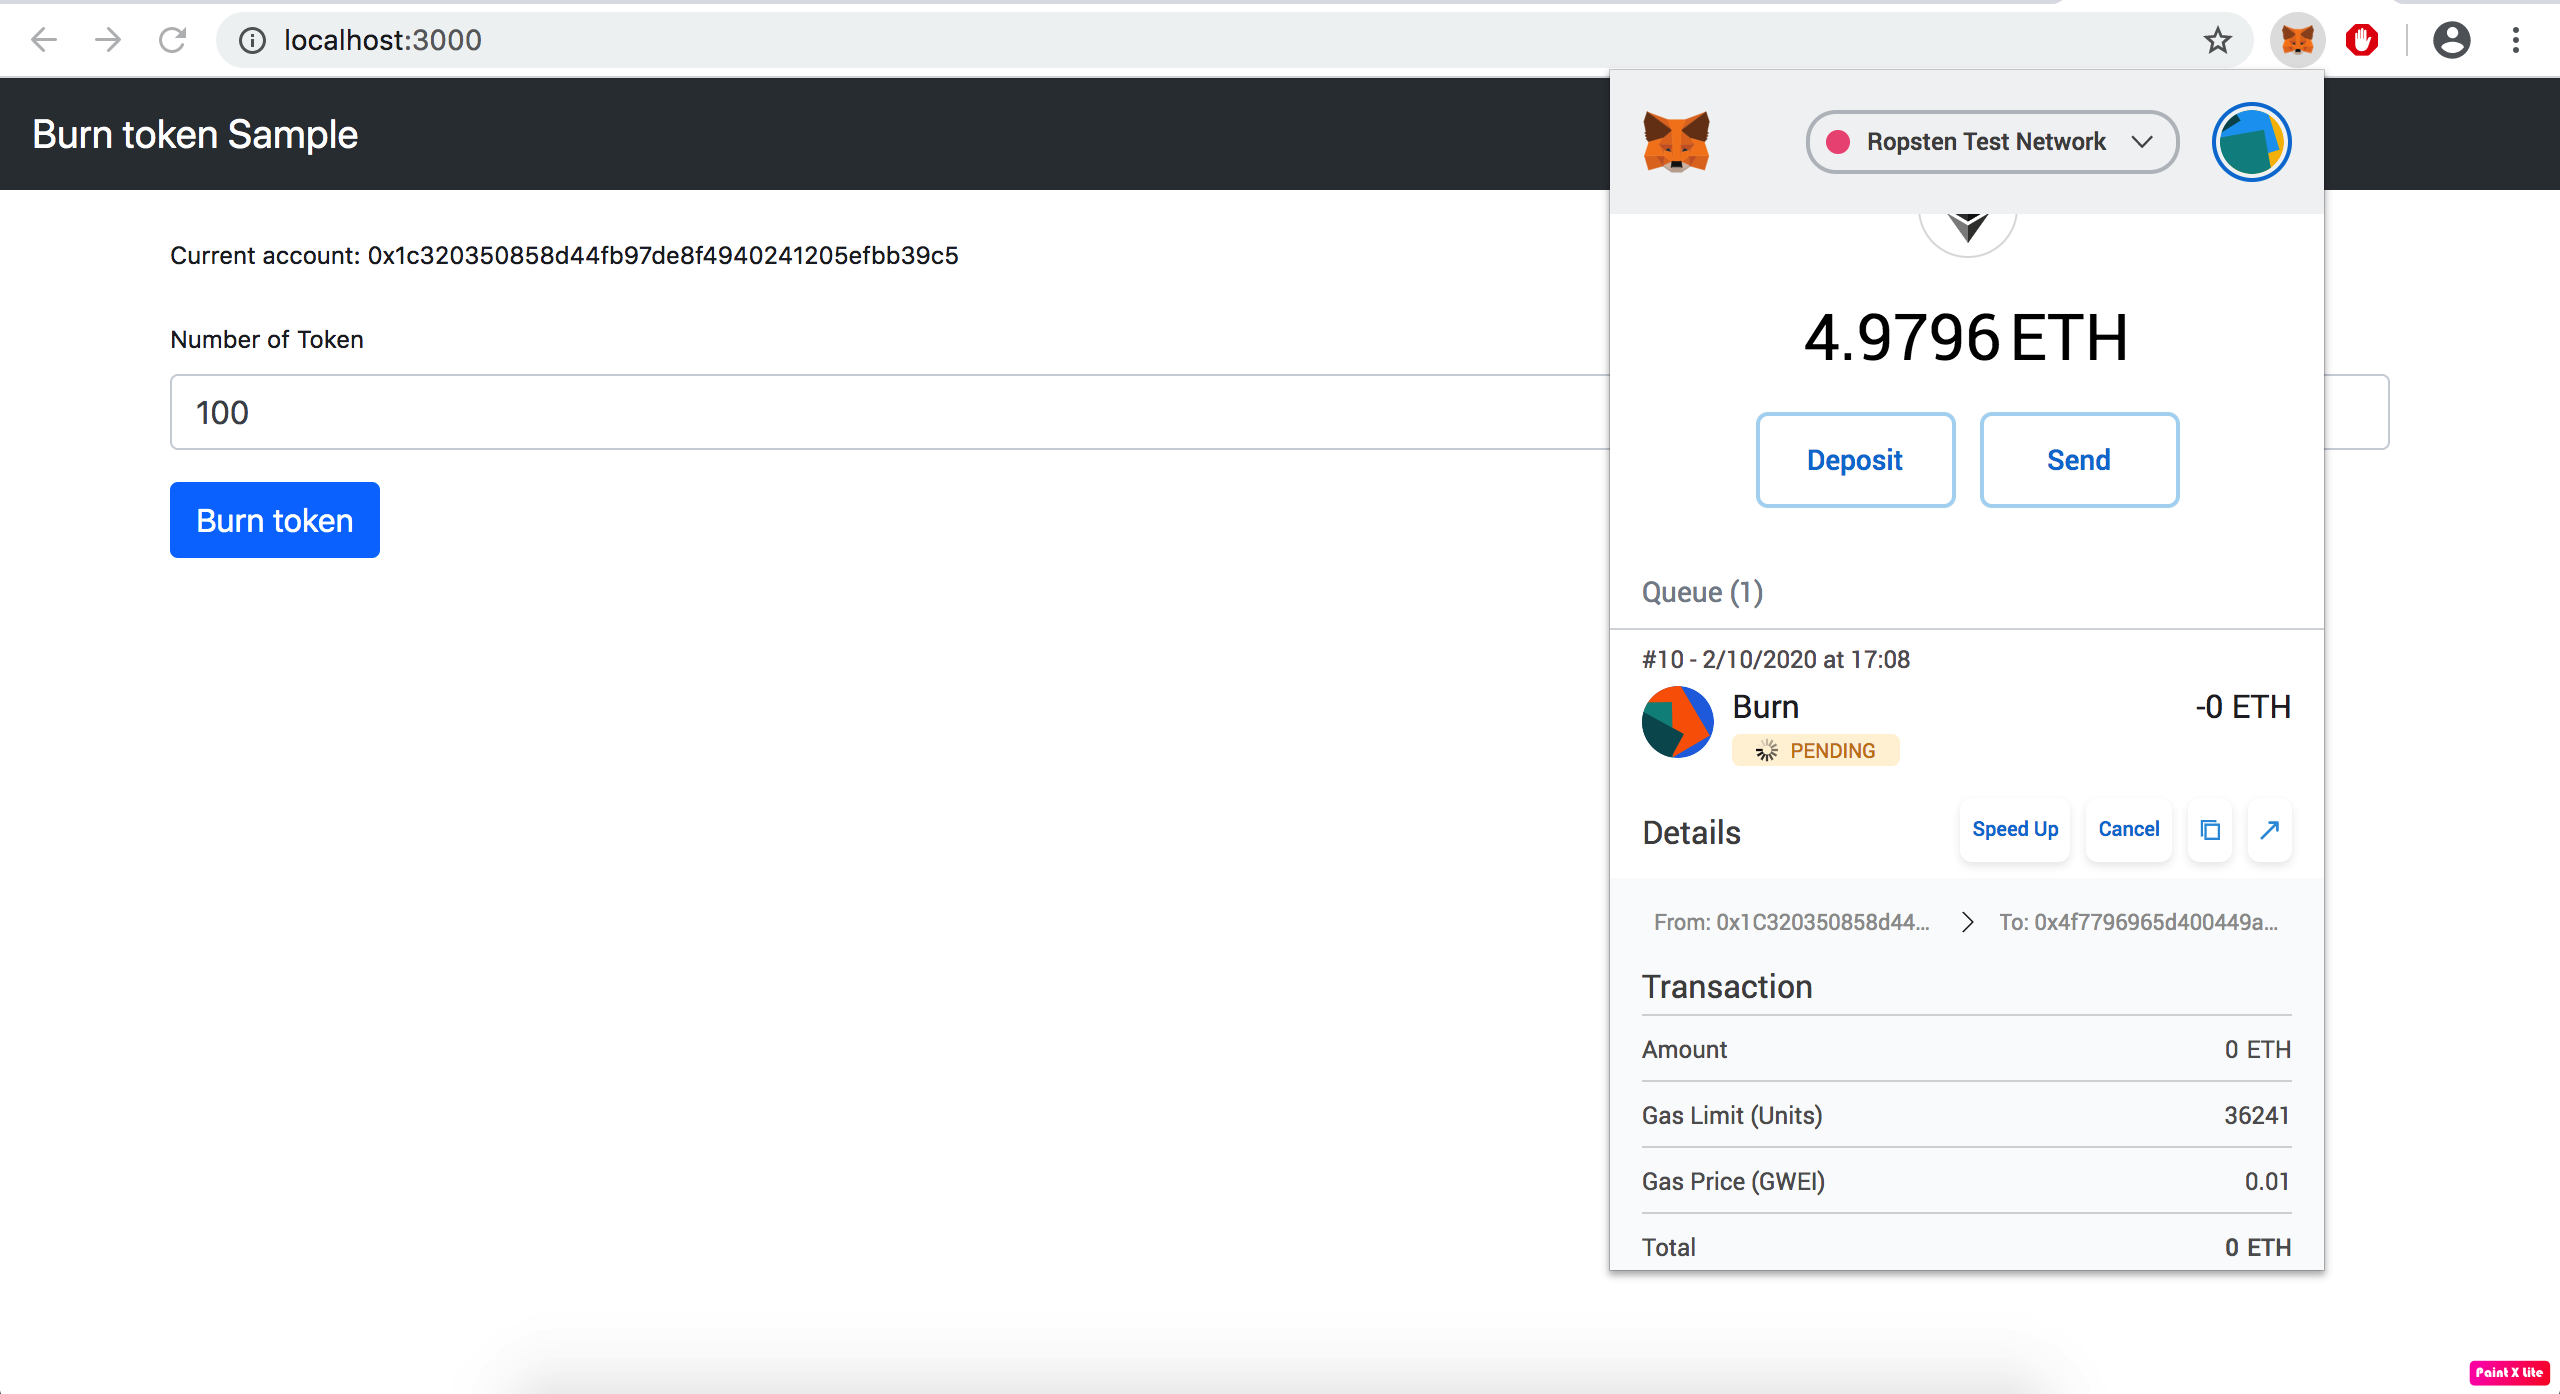 localhost:3000
Burn token Sample
Current account: 0x1c320350858d44fb97de8f4940241205efbb39c5
Number of Token
100
Burn token
Ropsten Test Network
4.9796 ETH
Deposit
Send
Queue (1)
#10 - 2/10/2020 at 17:08
Burn
-0 ETH
PENDING
Details
Speed Up
Cancel
From: 0x1C320350858d44...
To: 0x4f7796965d400449a...
Transaction
Amount
0 ETH
Gas Limit (Units)
36241
Gas Price (GWEI)
0.01
Total
0 ETH
Paint X Lite